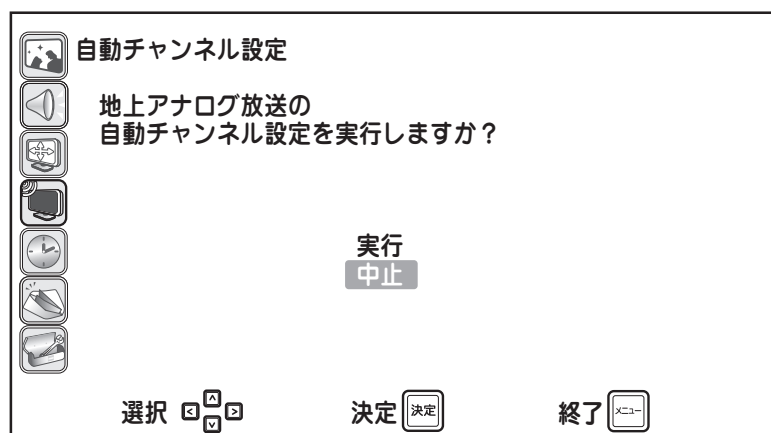 自動チャンネル設定
地上アナログ放送の
自動チャンネル設定を実行しますか？
実行
中止
選択 決定 決定 終了 メニュー